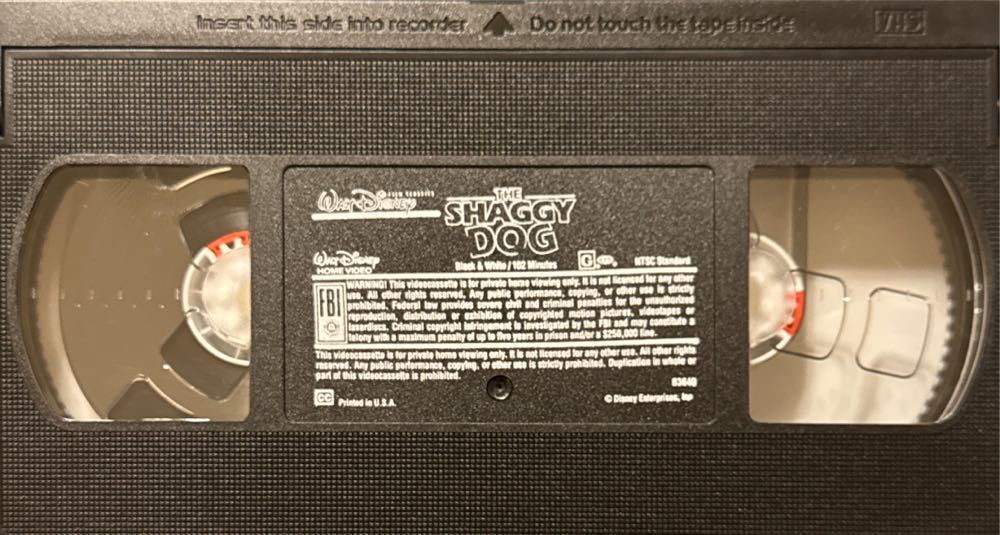 Insert this side into recorder ▲ Do not touch the tape inside VHS
WALT DISNEY FILM CLASSICS
THE
SHAGGY
DOG
WALT DISNEY
HOME VIDEO
Black & White / 102 Minutes
G
NTSC Standard
FBI
WARNING! This videocassette is for private home viewing only. It is not licensed for any other
use. All other rights reserved. Any public performance, copying, or other use is strictly
prohibited. Federal law provides severe civil and criminal penalties for the unauthorized
reproduction, distribution or exhibition of copyrighted motion pictures, videotapes or
laserdiscs. Criminal copyright infringement is investigated by the FBI and may constitute a
felony with a maximum penalty of up to five years in prison and/or a $250,000 fine.
This videocassette is for private home viewing only. It is not licensed for any other use. All other rights
reserved. Any public performance, copying, or other use is strictly prohibited. Duplication in whole or
part of this videocassette is prohibited.
83640
CC Printed in U.S.A.
© Disney Enterprises, Inc